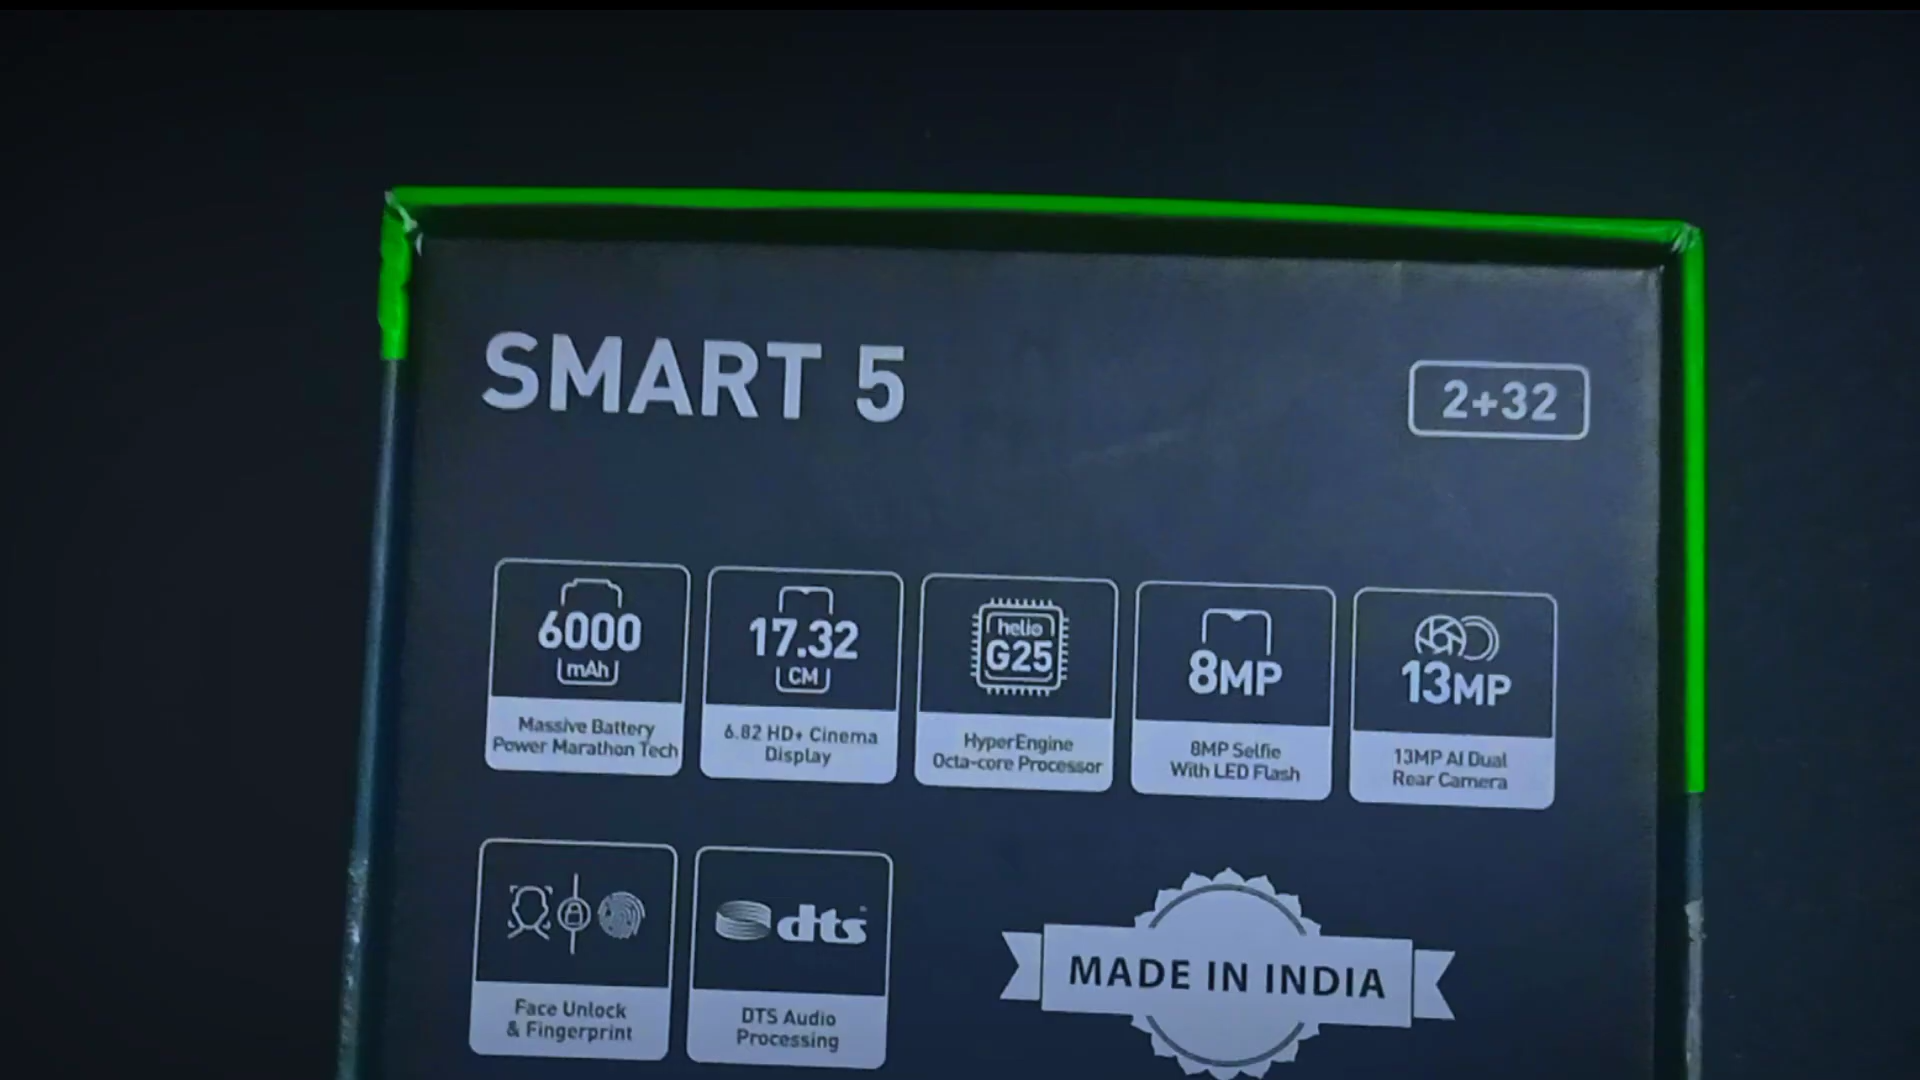 SMART 5
2+32
6000
mAh
Massive Battery
Power Marathon Tech
17.32
CM
6.82 HD+ Cinema
Display
helio
G25
HyperEngine
Octa-core Processor
8MP
8MP Selfie
With LED Flash
13MP
13MP AI Dual
Rear Camera
Face Unlock
& Fingerprint
dts
DTS Audio
Processing
MADE IN INDIA